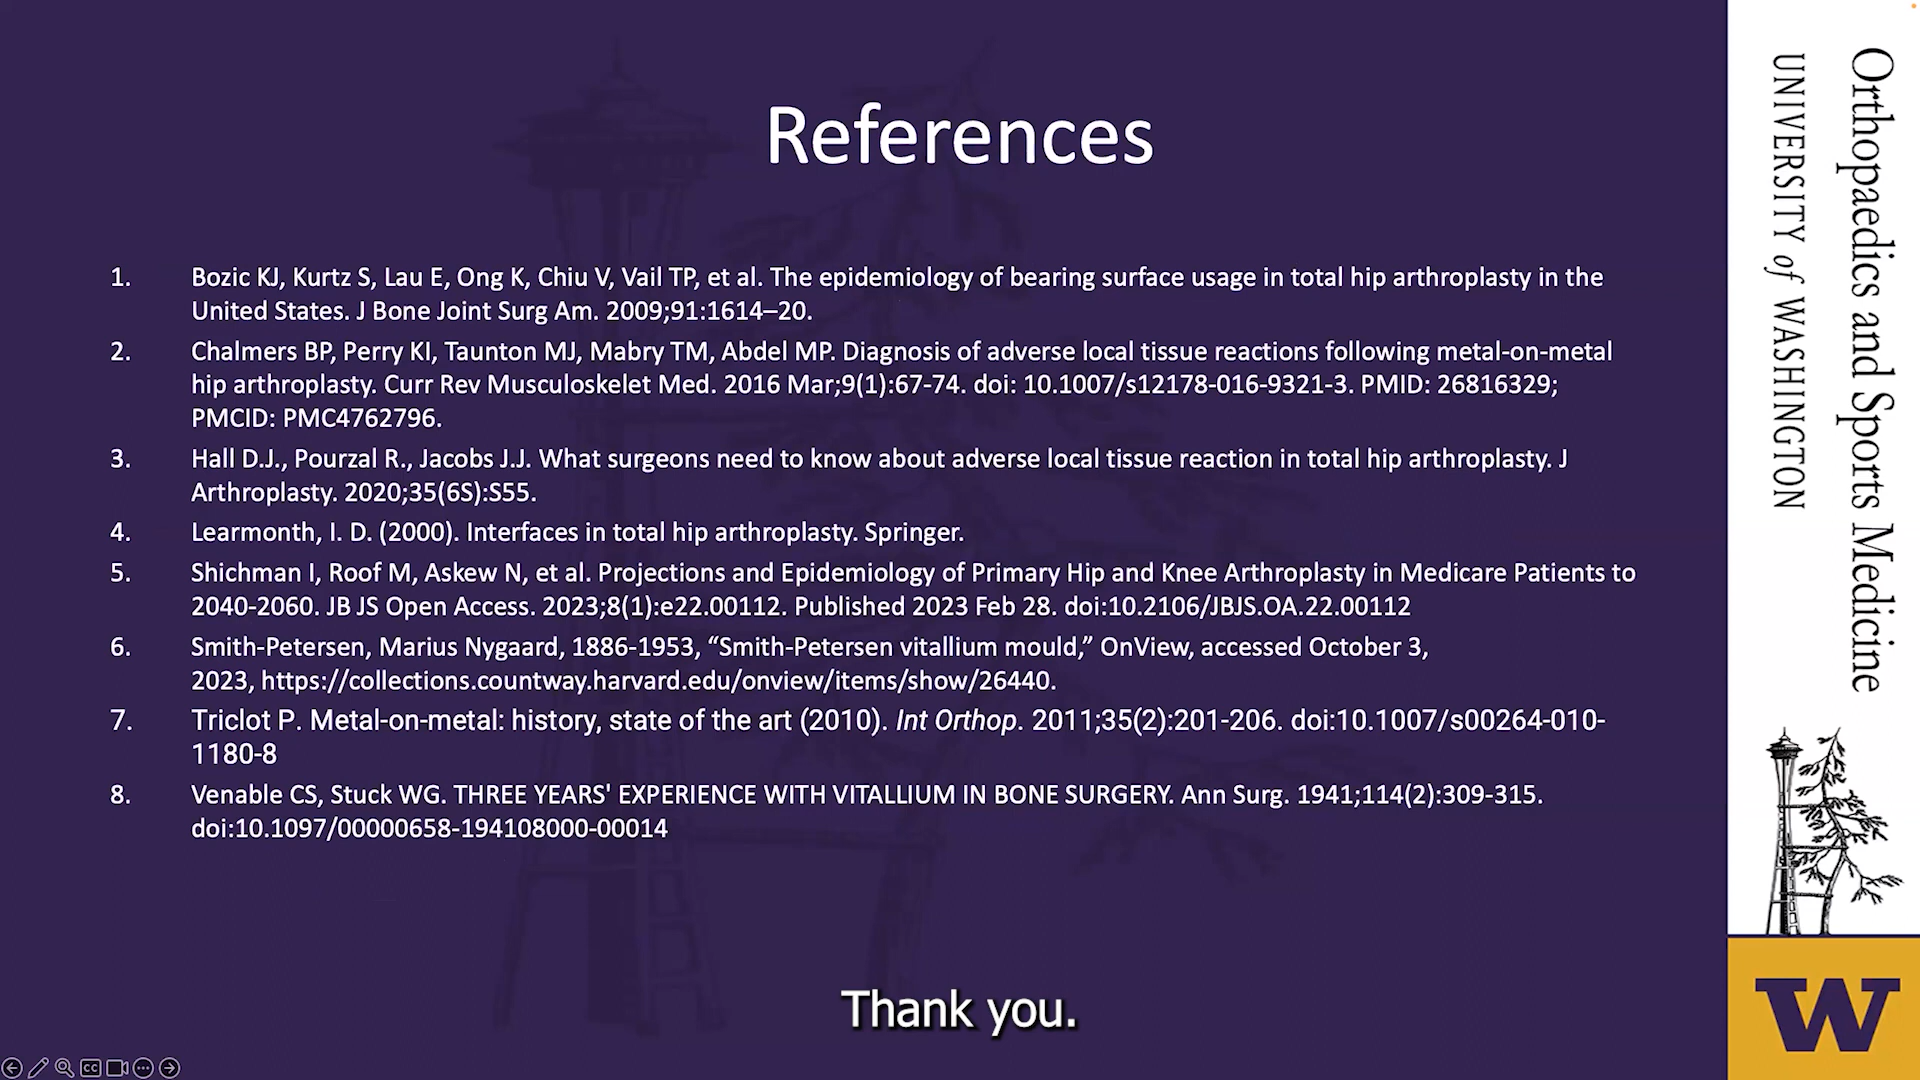 References
1. Bozic KJ, Kurtz S, Lau E, Ong K, Chiu V, Vail TP, et al. The epidemiology of bearing surface usage in total hip arthroplasty in the
United States. J Bone Joint Surg Am. 2009;91:1614–20.
2. Chalmers BP, Perry KI, Taunton MJ, Mabry TM, Abdel MP. Diagnosis of adverse local tissue reactions following metal-on-metal
hip arthroplasty. Curr Rev Musculoskelet Med. 2016 Mar;9(1):67-74. doi: 10.1007/s12178-016-9321-3. PMID: 26816329;
PMCID: PMC4762796.
3. Hall D.J., Pourzal R., Jacobs J.J. What surgeons need to know about adverse local tissue reaction in total hip arthroplasty. J
Arthroplasty. 2020;35(6S):S55.
4. Learmonth, I. D. (2000). Interfaces in total hip arthroplasty. Springer.
5. Shichman I, Roof M, Askew N, et al. Projections and Epidemiology of Primary Hip and Knee Arthroplasty in Medicare Patients to
2040-2060. JB JS Open Access. 2023;8(1):e22.00112. Published 2023 Feb 28. doi:10.2106/JBJS.OA.22.00112
6. Smith-Petersen, Marius Nygaard, 1886-1953, “Smith-Petersen vitallium mould,” OnView, accessed October 3,
2023, https://collections.countway.harvard.edu/onview/items/show/26440.
7. Triclot P. Metal-on-metal: history, state of the art (2010). Int Orthop. 2011;35(2):201-206. doi:10.1007/s00264-010-
1180-8
8. Venable CS, Stuck WG. THREE YEARS' EXPERIENCE WITH VITALLIUM IN BONE SURGERY. Ann Surg. 1941;114(2):309-315.
doi:10.1097/00000658-194108000-00014
Thank you.
Orthopaedics and Sports Medicine
UNIVERSITY of WASHINGTON
W
CC